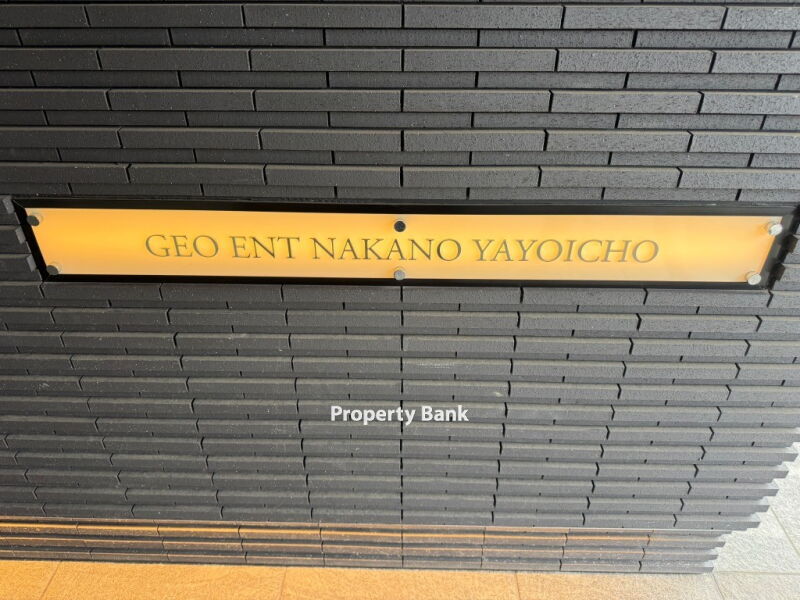 GEO ENT NAKANO YAYOICHO
Property Bank